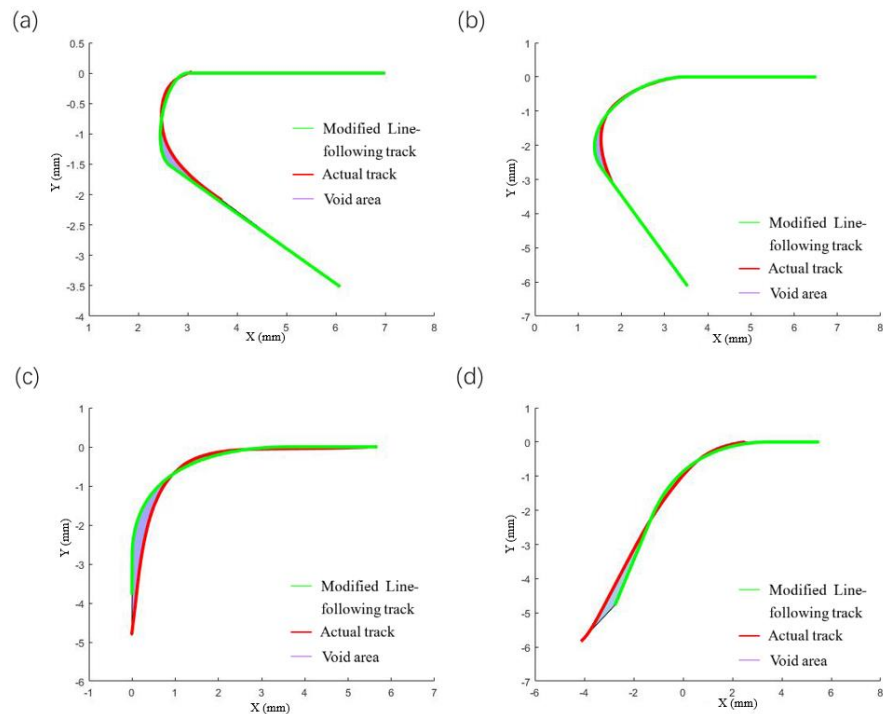 (a)
0.5
0
-0.5
-1
-1.5
-2
-2.5
-3
-3.5
-4
Y (mm)
1 2 3 4 5 6 7 8
X (mm)
Modified Line-
following track
Actual track
Void area
(b)
1
0
-1
-2
-3
-4
-5
-6
-7
Y (mm)
0 1 2 3 4 5 6 7 8
X (mm)
Modified Line-
following track
Actual track
Void area
(c)
1
0
-1
-2
-3
-4
-5
-6
Y (mm)
-1 0 1 2 3 4 5 6 7
X (mm)
Modified Line-
following track
Actual track
Void area
(d)
1
0
-1
-2
-3
-4
-5
-6
-7
Y (mm)
-6 -4 -2 0 2 4 6 8
X (mm)
Modified Line-
following track
Actual track
Void area